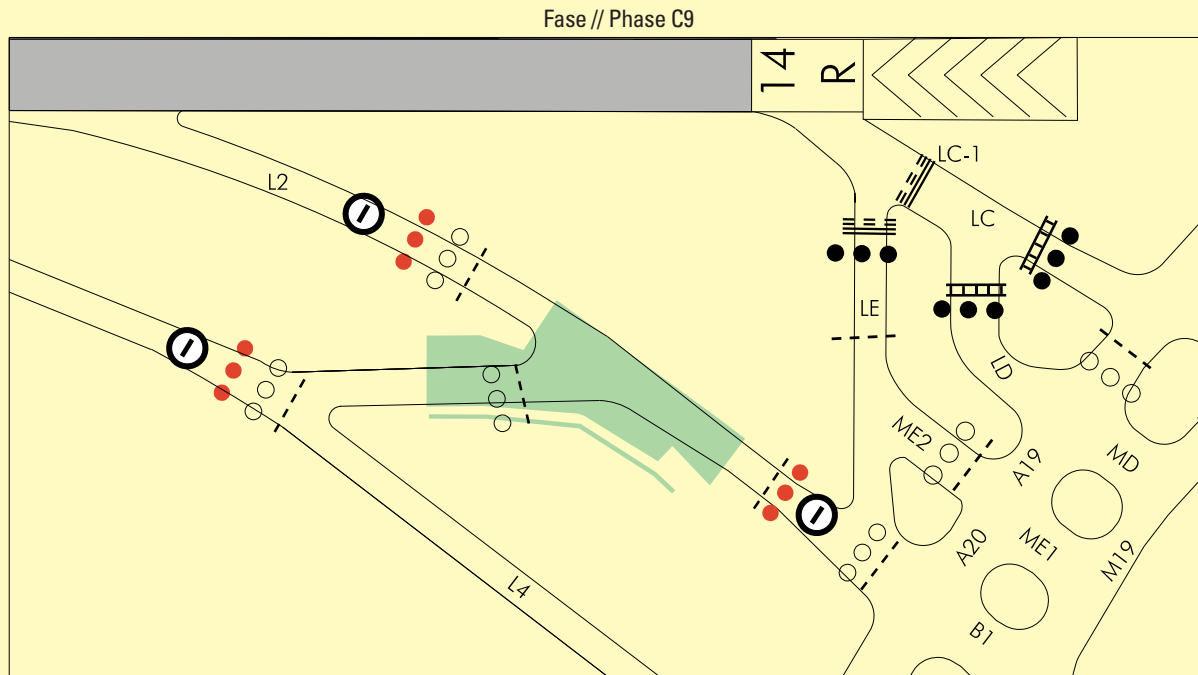 Fase // Phase C9
14
R
LC-1
L2
LC
LE
LD
ME2
A19
MD
A20
ME1
M19
L4
B1